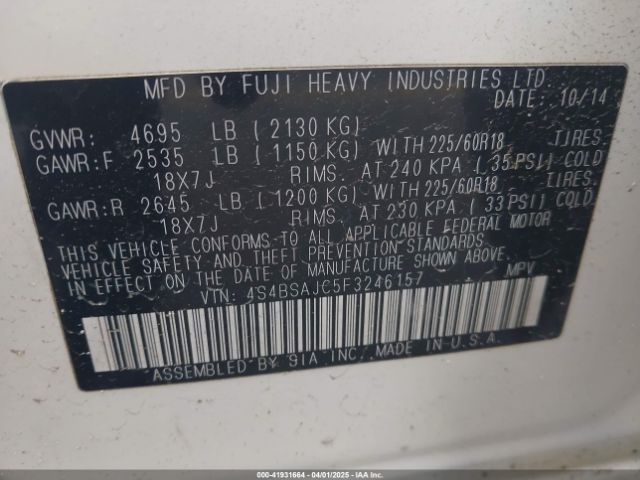 MFD BY FUJI HEAVY INDUSTRIES LTD.
DATE: 10/14
GVWR: 4695 LB ( 2130 KG)
GAWR:F 2535 LB ( 1150 KG) WITH 225/60R18 TIRES.
18X7J RIMS. AT 240 KPA ( 35 PSI) COLD
GAWR:R 2645 LB ( 1200 KG) WITH 225/60R18 TIRES.
18X7J RIMS. AT 230 KPA ( 33 PSI) COLD
THIS VEHICLE CONFORMS TO ALL APPLICABLE FEDERAL MOTOR
VEHICLE SAFETY AND THEFT PREVENTION STANDARDS
IN EFFECT ON THE DATE OF MANUFACTURE SHOWN ABOVE.
VIN: 4S4BSAJC5F3246157 MPV
ASSEMBLED BY SIA INC. MADE IN U.S.A.
000-41931664 - 04/01/2025 - IAAI.COM